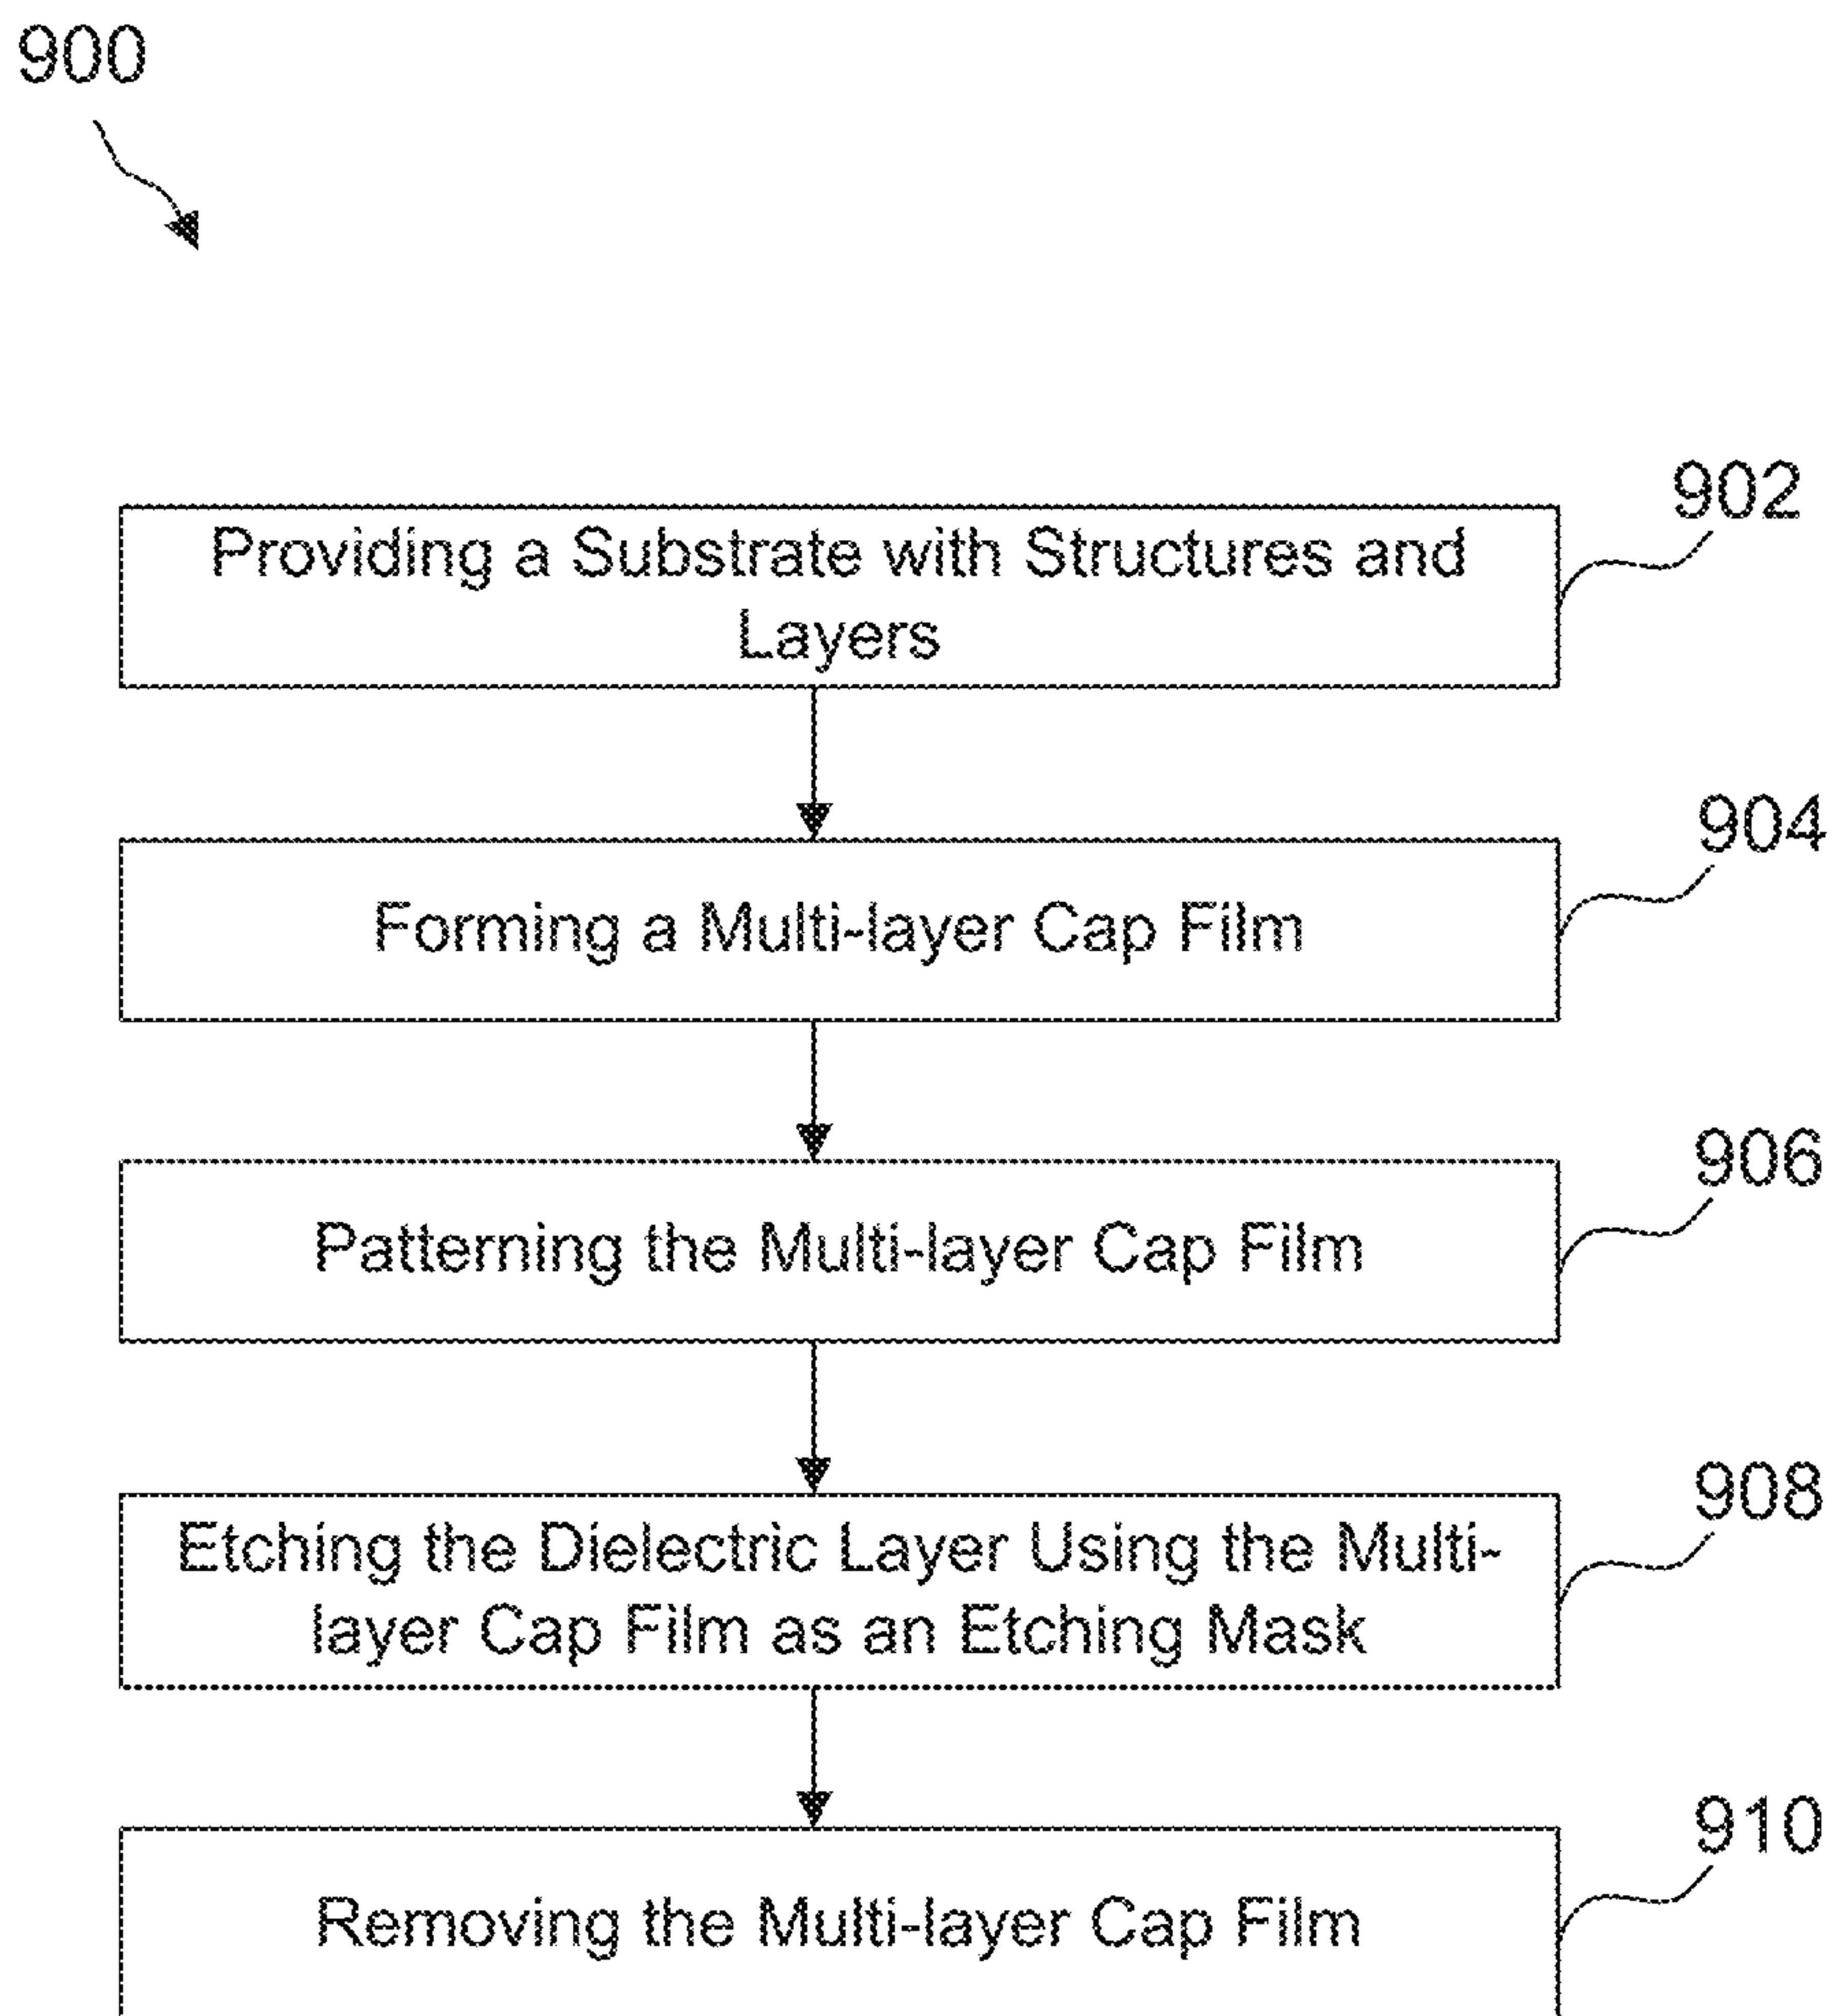 900
902
Providing a Substrate with Structures and
Layers
904
Forming a Multi-layer Cap Film
906
Patterning the Multi-layer Cap Film
908
Etching the Dielectric Layer Using the Multi-
layer Cap Film as an Etching Mask
910
Removing the Multi-layer Cap Film